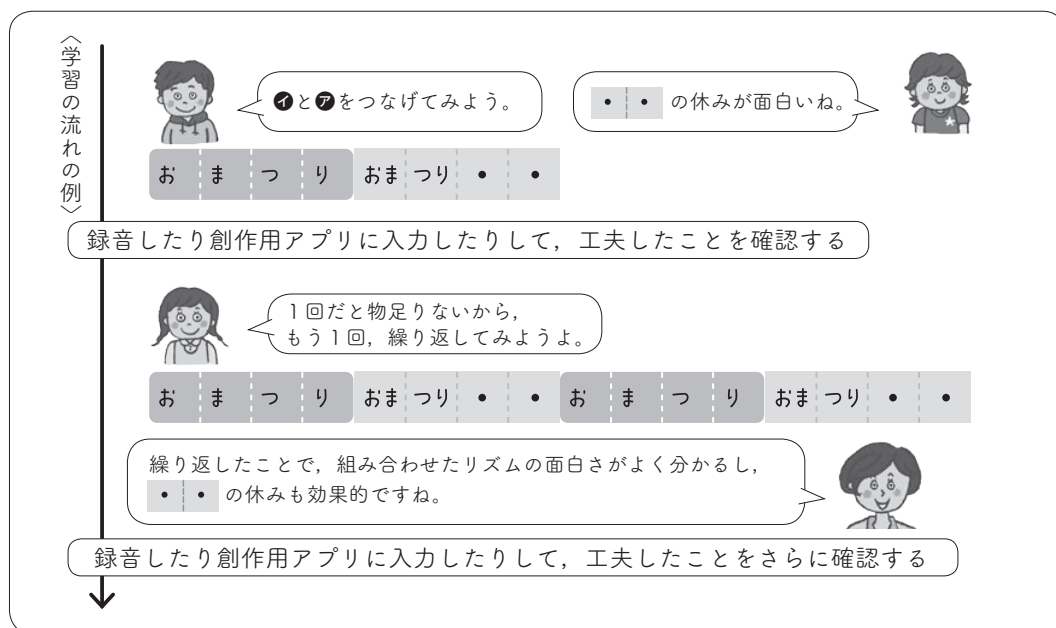 〈学習の流れの例〉
イとアをつなげてみよう。
・・の休みが面白いね。
お ま つ り おま つり ・ ・
録音したり創作用アプリに入力したりして，工夫したことを確認する
1回だと物足りないから，
もう1回，繰り返してみようよ。
お ま つ り おま つり ・ ・ お ま つ り おま つり ・ ・
繰り返したことで，組み合わせたリズムの面白さがよく分かるし，
・・の休みも効果的ですね。
録音したり創作用アプリに入力したりして，工夫したことをさらに確認する